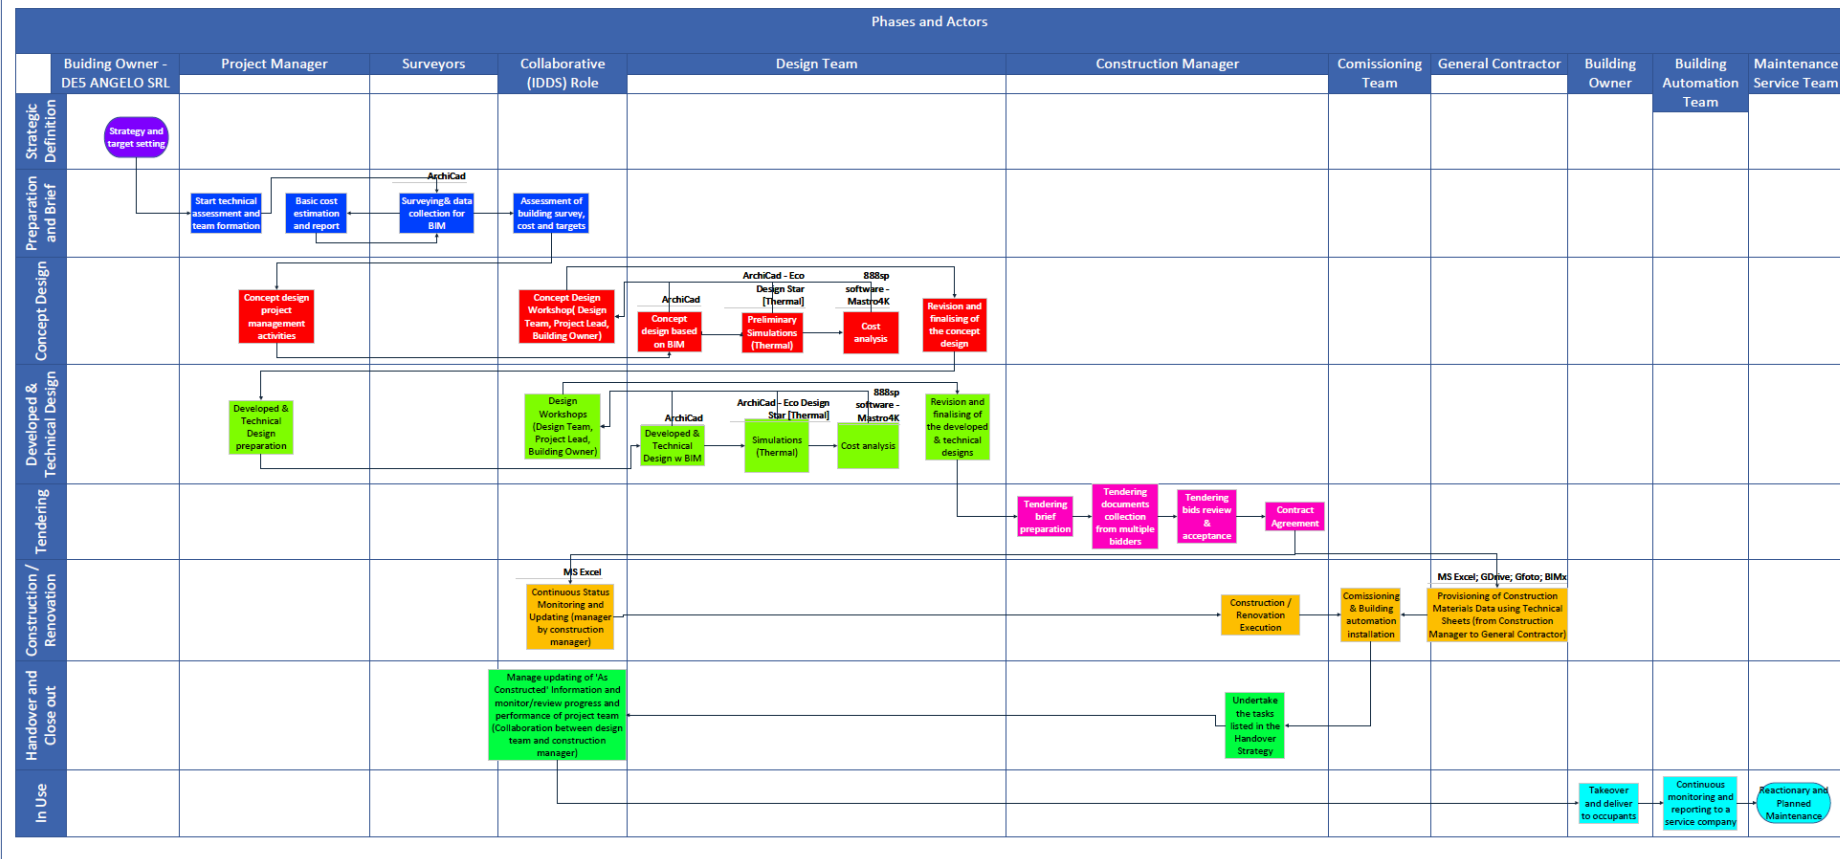 Phases and Actors
Buiding Owner -
DE5 ANGELO SRL
Project Manager
Surveyors
Collaborative
(IDDS) Role
Design Team
Construction Manager
Comissioning
Team
General Contractor
Building
Owner
Building
Automation
Team
Maintenance
Service Team
Strategic
Definition
Strategy and
target setting
Preparation
and Brief
Start technical
assessment and
team formation
Basic cost
estimation
and report
ArchiCad
Surveying& data
collection for
BIM
Assessment of
building survey,
cost and targets
Concept Design
Concept design
project
management
activities
Concept Design
Workshop( Design
Team, Project Lead,
Building Owner)
ArchiCad
Concept
design based
on BIM
ArchiCad - Eco
Design Star
[Thermal]
Preliminary
Simulations
(Thermal)
888sp
software -
Mastro4K
Cost
analysis
Revision and
finalising of
the concept
design
Developed &
Technical Design
Developed &
Technical
Design
preparation
Design
Workshops
(Design Team,
Project Lead,
Building Owner)
ArchiCad
Developed &
Technical
Design w BIM
ArchiCad - Eco Design
Star [Thermal]
Simulations
(Thermal)
888sp
software -
Mastro4K
Cost analysis
Revision and
finalising of
the developed
& technical
designs
Tendering
Tendering
brief
preparation
Tendering
documents
collection
from multiple
bidders
Tendering
bids review
&
acceptance
Contract
Agreement
Construction /
Renovation
MS Excel
Continuous Status
Monitoring and
Updating (manager
by construction
manager)
Construction /
Renovation
Execution
Comissioning
& Building
automation
installation
MS Excel; GDrive; Gfoto; BIMx
Provisioning of Construction
Materials Data using Technical
Sheets (from Construction
Manager to General Contractor)
Handover and
Close out
Manage updating of 'As
Constructed' Information and
monitor/review progress and
performance of project team
(Collaboration between design
team and construction
manager)
Undertake
the tasks
listed in the
Handover
Strategy
In Use
Takeover
and deliver
to occupants
Continuous
monitoring and
reporting to a
service company
Reactionary and
Planned
Maintenance